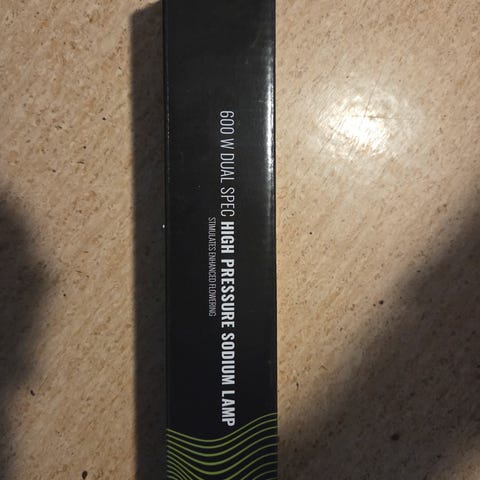 600 W DUAL SPEC HIGH PRESSURE SODIUM LAMP
STIMULATES ENHANCED FLOWERING